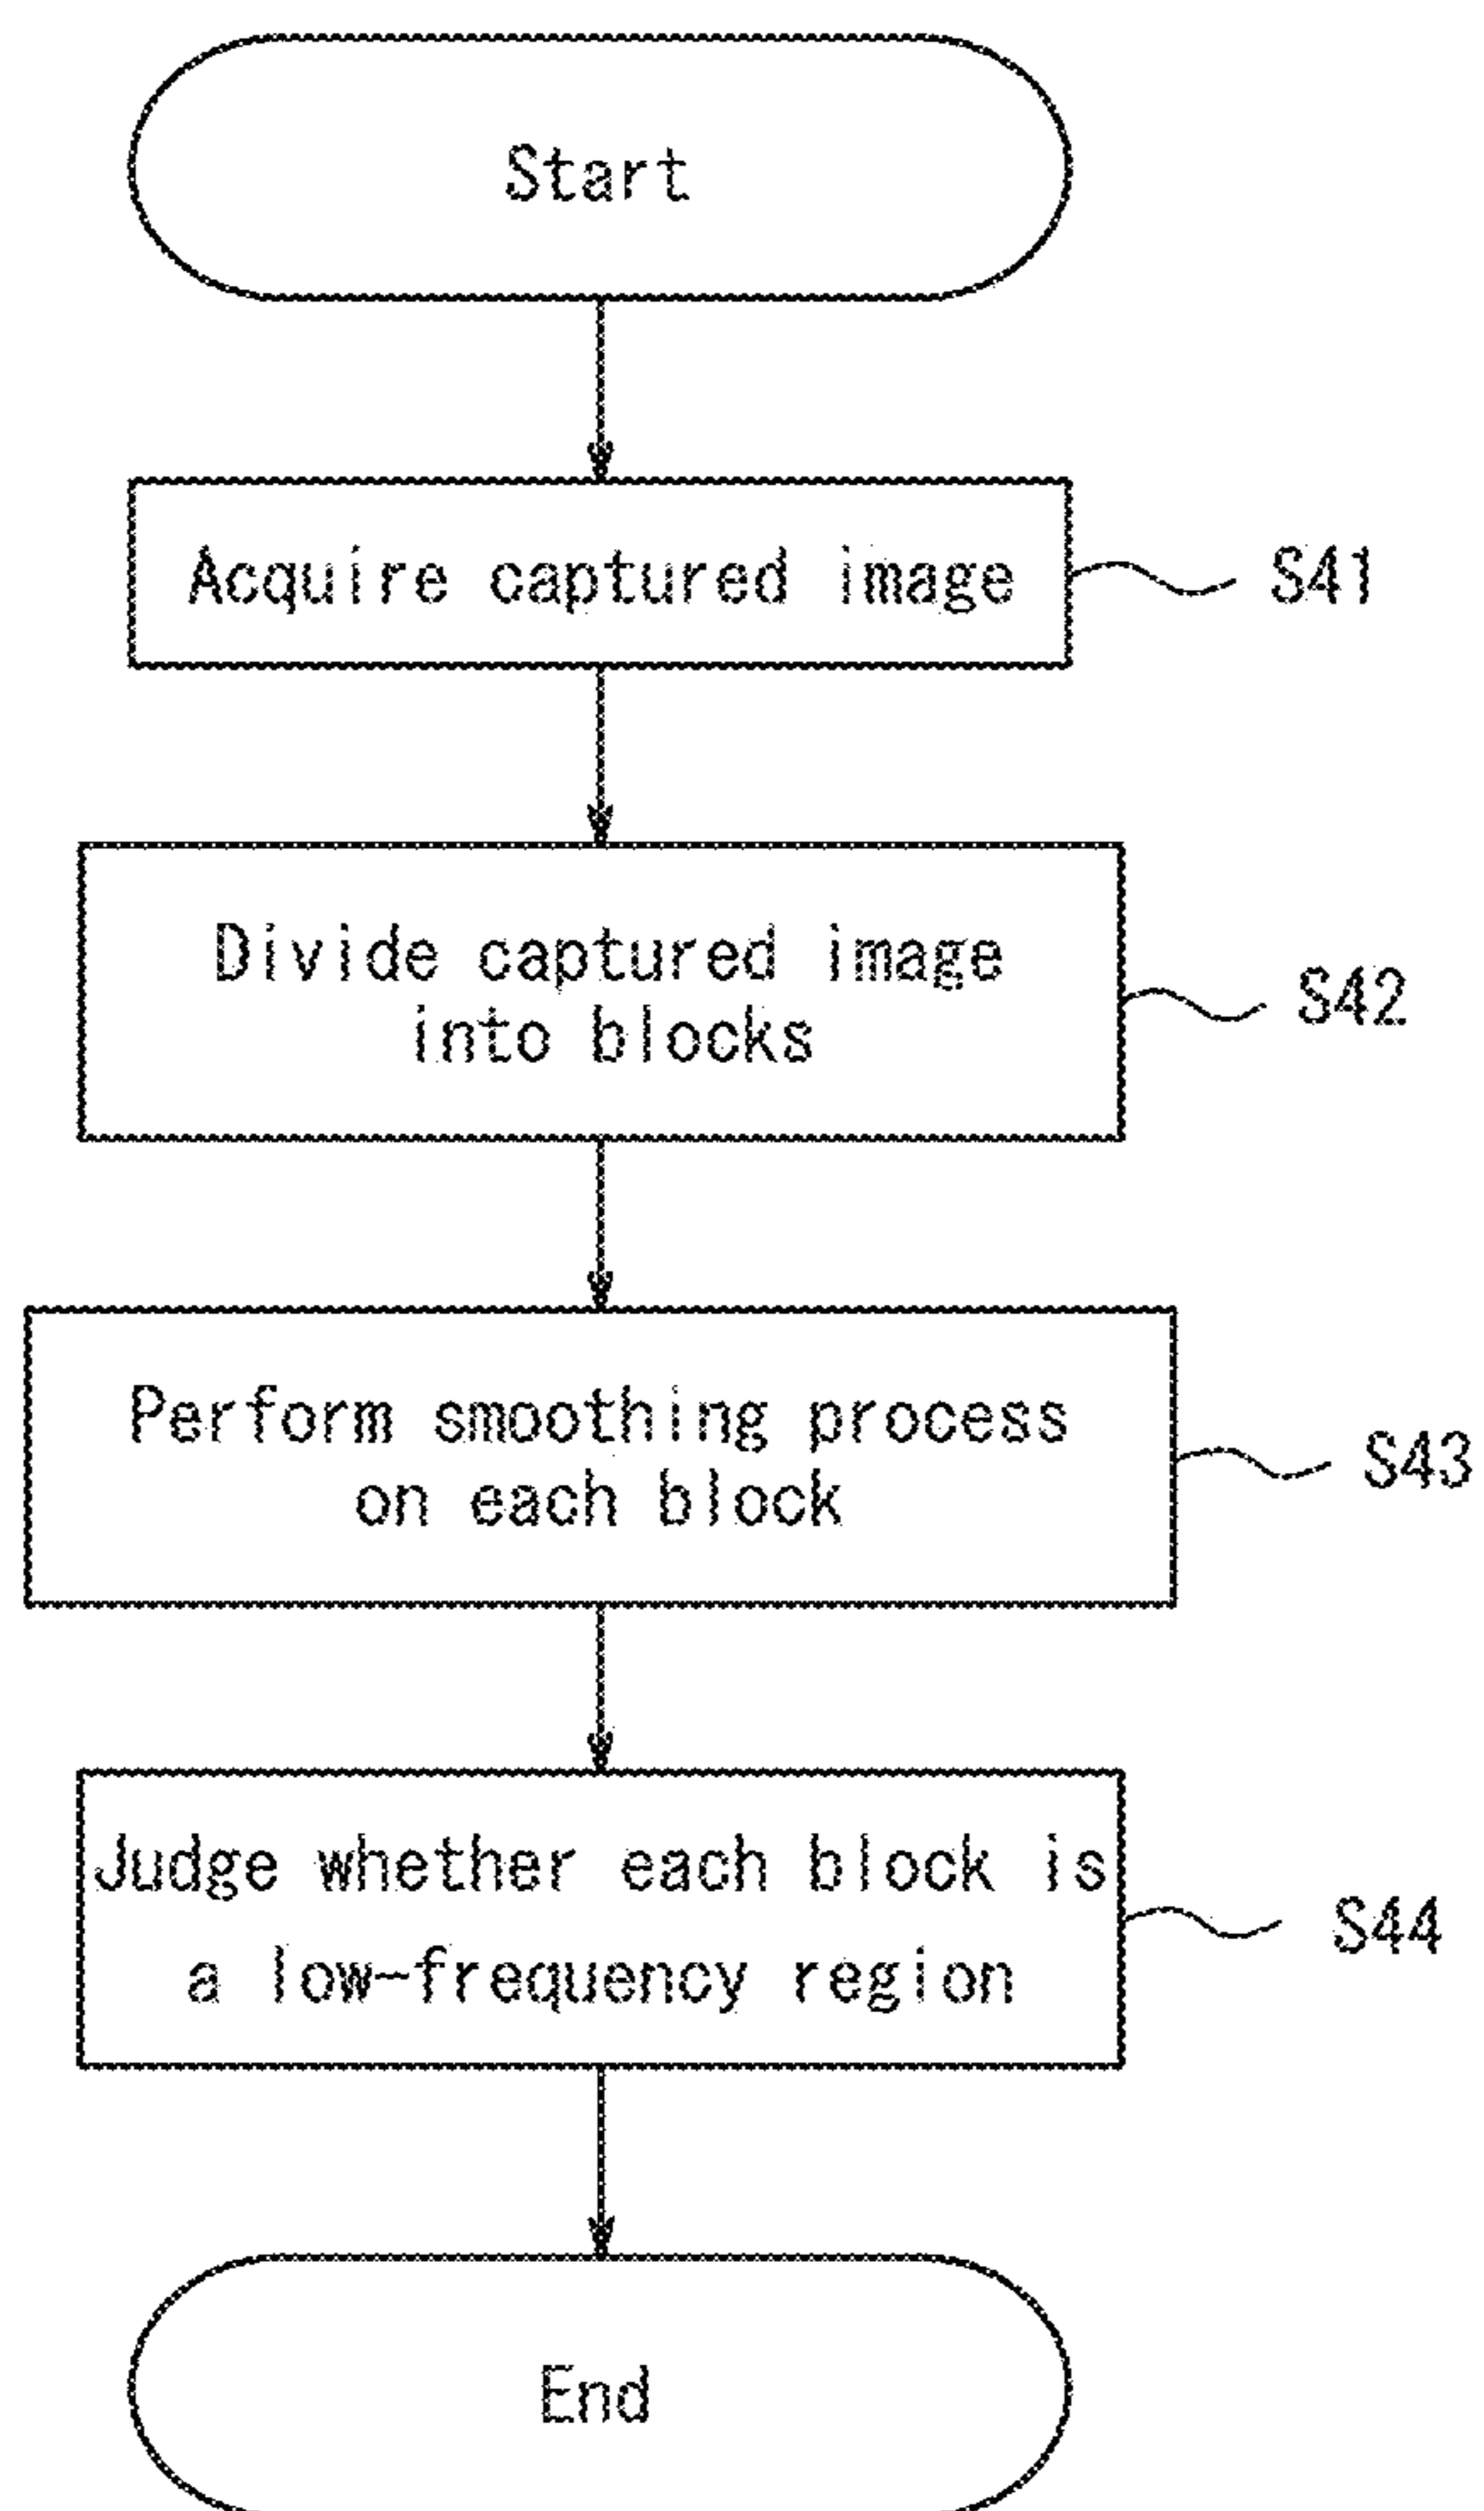 Start
Acquire captured image
S41
Divide captured image
into blocks
S42
Perform smoothing process
on each block
S43
Judge whether each block is
a low-frequency region
S44
End